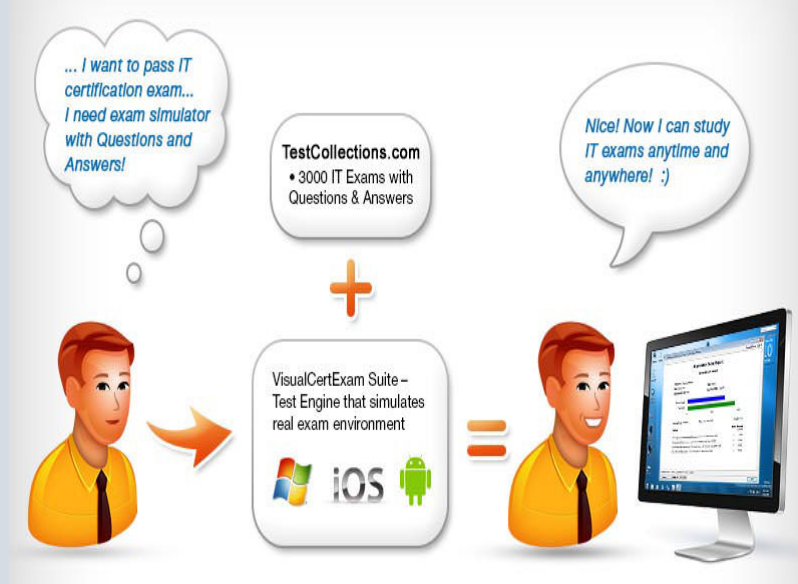 ... I want to pass IT
certification exam...
I need exam simulator
with Questions and
Answers!
TestCollections.com
• 3000 IT Exams with
Questions & Answers
Nice! Now I can study
IT exams anytime and
anywhere! :)
VisualCertExam Suite –
Test Engine that simulates
real exam environment
iOS